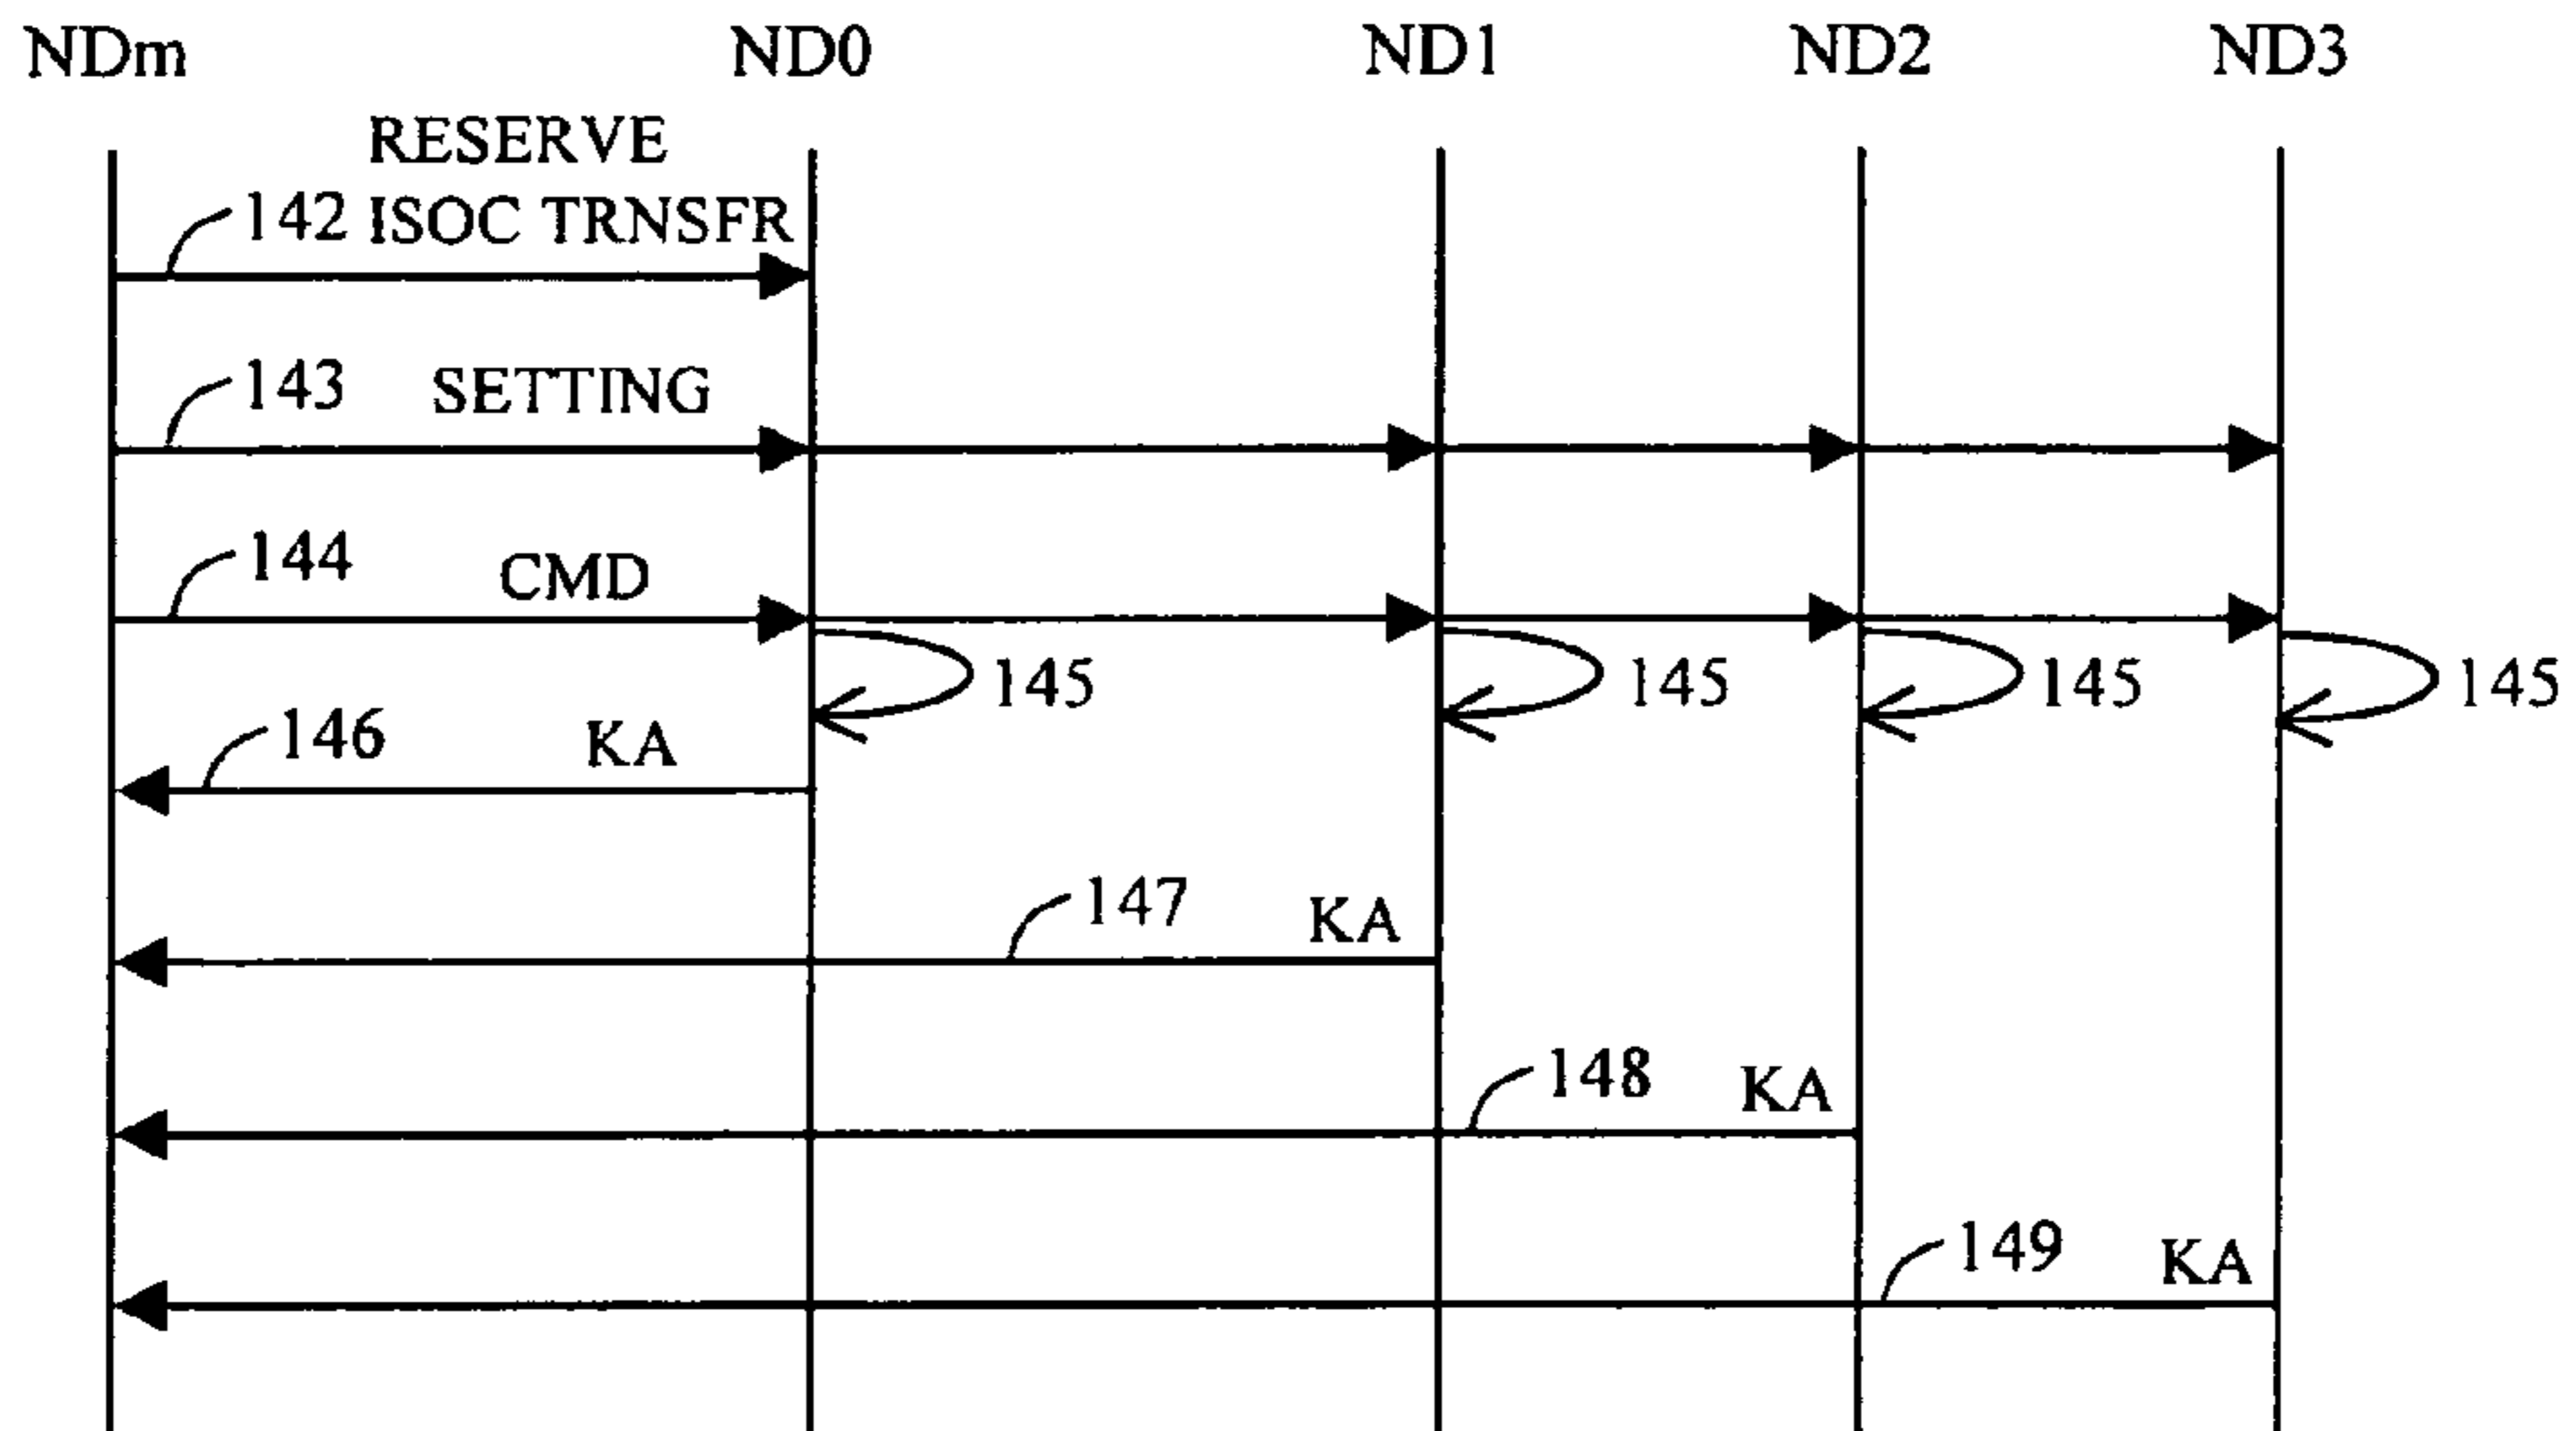 NDm ND0 ND1 ND2 ND3
RESERVE
142 ISOC TRNSFR
143 SETTING
144 CMD
145 145 145 145
146 KA
147 KA
148 KA
149 KA